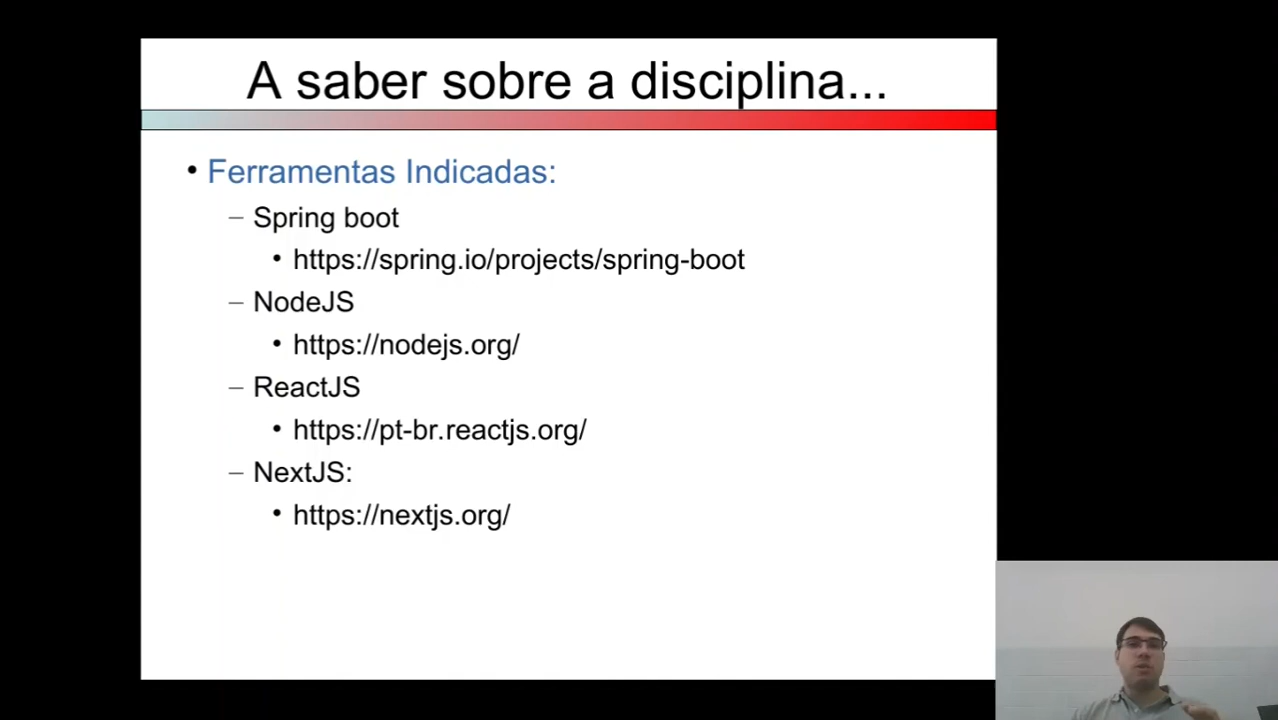 A saber sobre a disciplina...
• Ferramentas Indicadas:
– Spring boot
• https://spring.io/projects/spring-boot
– NodeJS
• https://nodejs.org/
– ReactJS
• https://pt-br.reactjs.org/
– NextJS:
• https://nextjs.org/